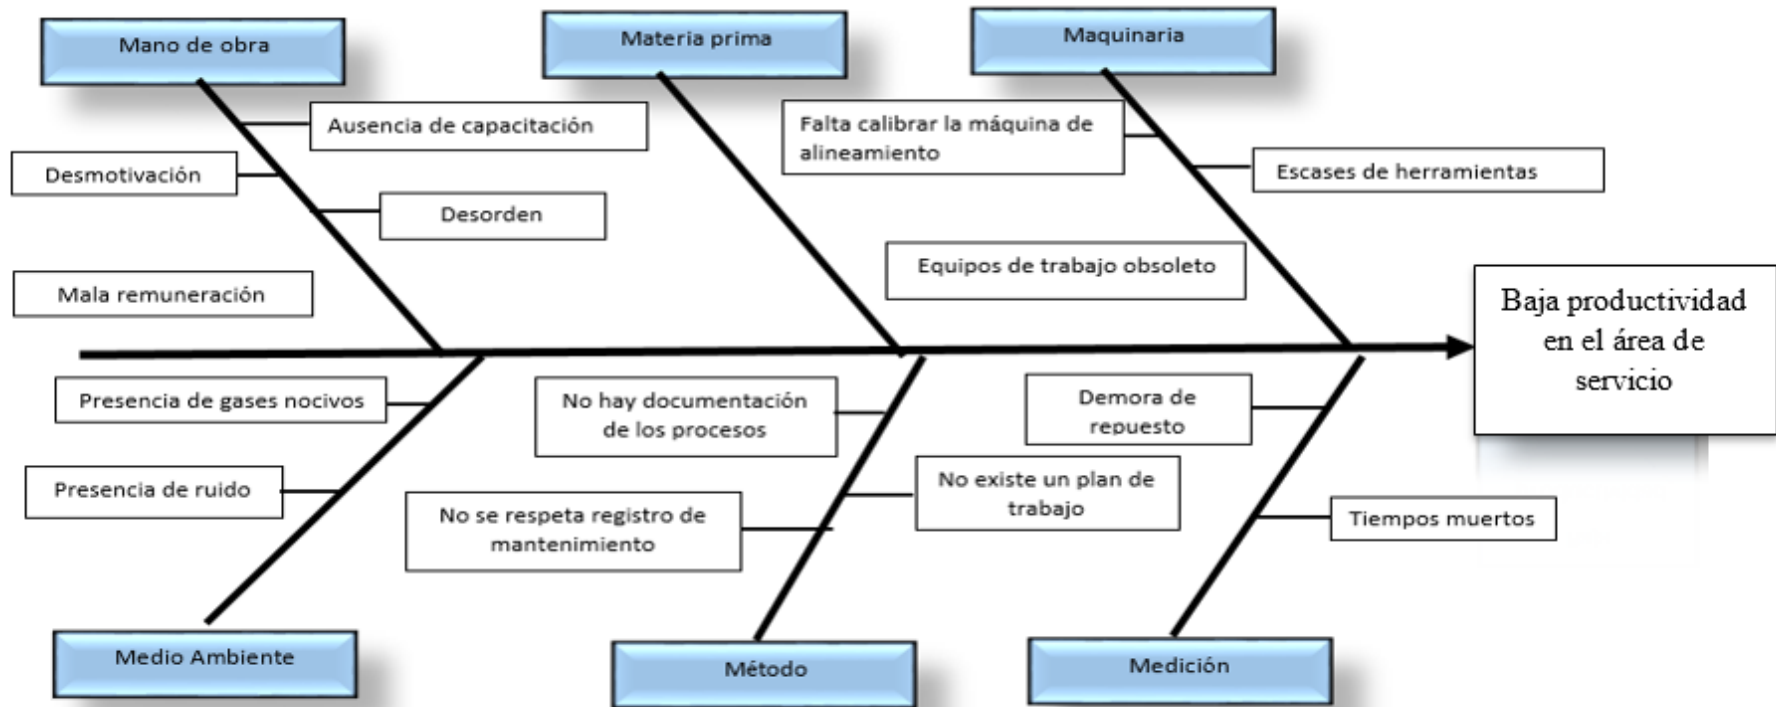 Mano de obra
Materia prima
Maquinaria
Ausencia de capacitación
Falta calibrar la máquina de
alineamiento
Desmotivación
Escases de herramientas
Desorden
Equipos de trabajo obsoleto
Mala remuneración
Baja productividad
en el área de
servicio
Presencia de gases nocivos
No hay documentación
de los procesos
Demora de
repuesto
Presencia de ruido
No existe un plan de
trabajo
No se respeta registro de
mantenimiento
Tiempos muertos
Medio Ambiente
Método
Medición